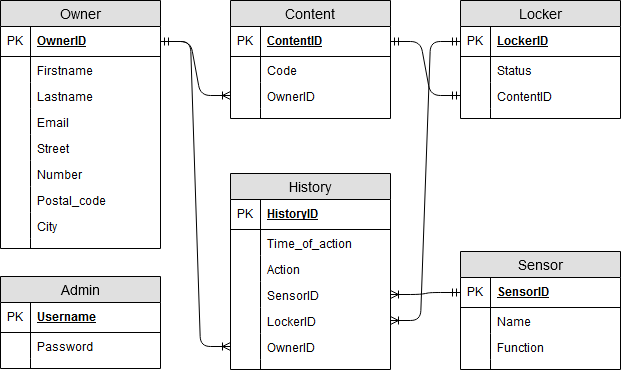 Owner
PK OwnerID
Firstname
Lastname
Email
Street
Number
Postal_code
City
Content
PK ContentID
Code
OwnerID
Locker
PK LockerID
Status
ContentID
History
PK HistoryID
Time_of_action
Action
SensorID
LockerID
OwnerID
Admin
PK Username
Password
Sensor
PK SensorID
Name
Function